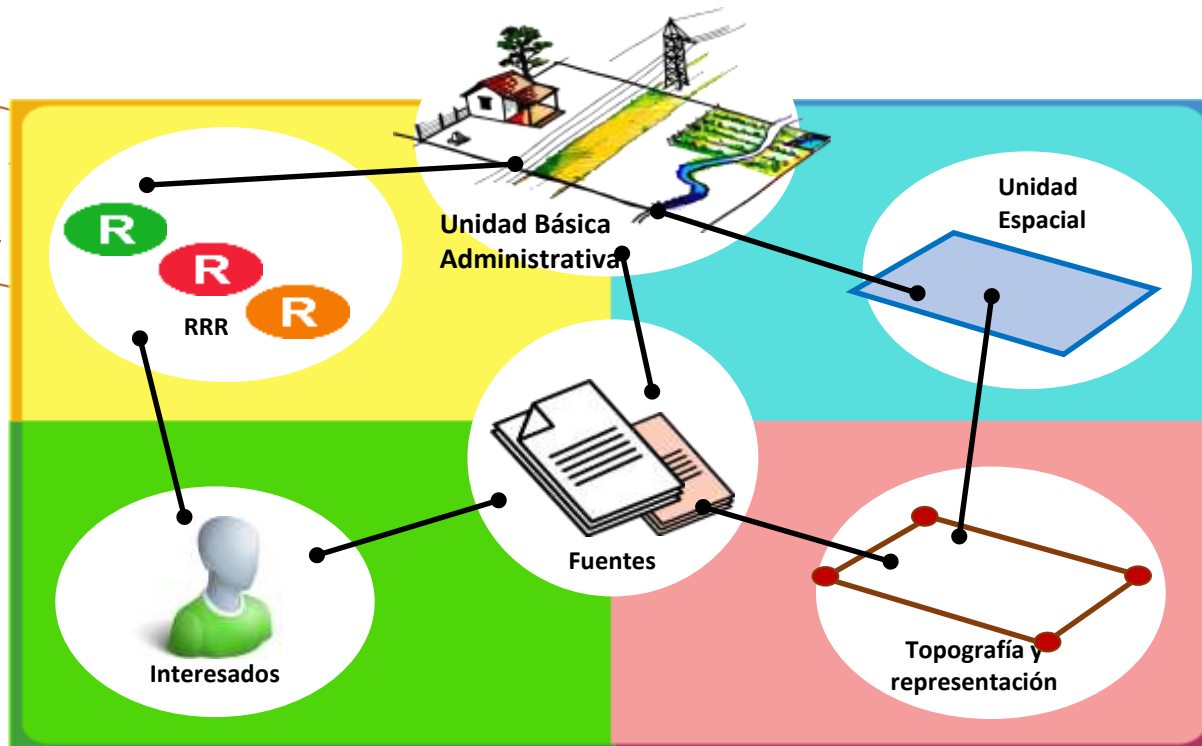 Unidad Básica
Administrativa
Unidad
Espacial
R
R
R
RRR
Fuentes
Interesados
Topografía y
representación